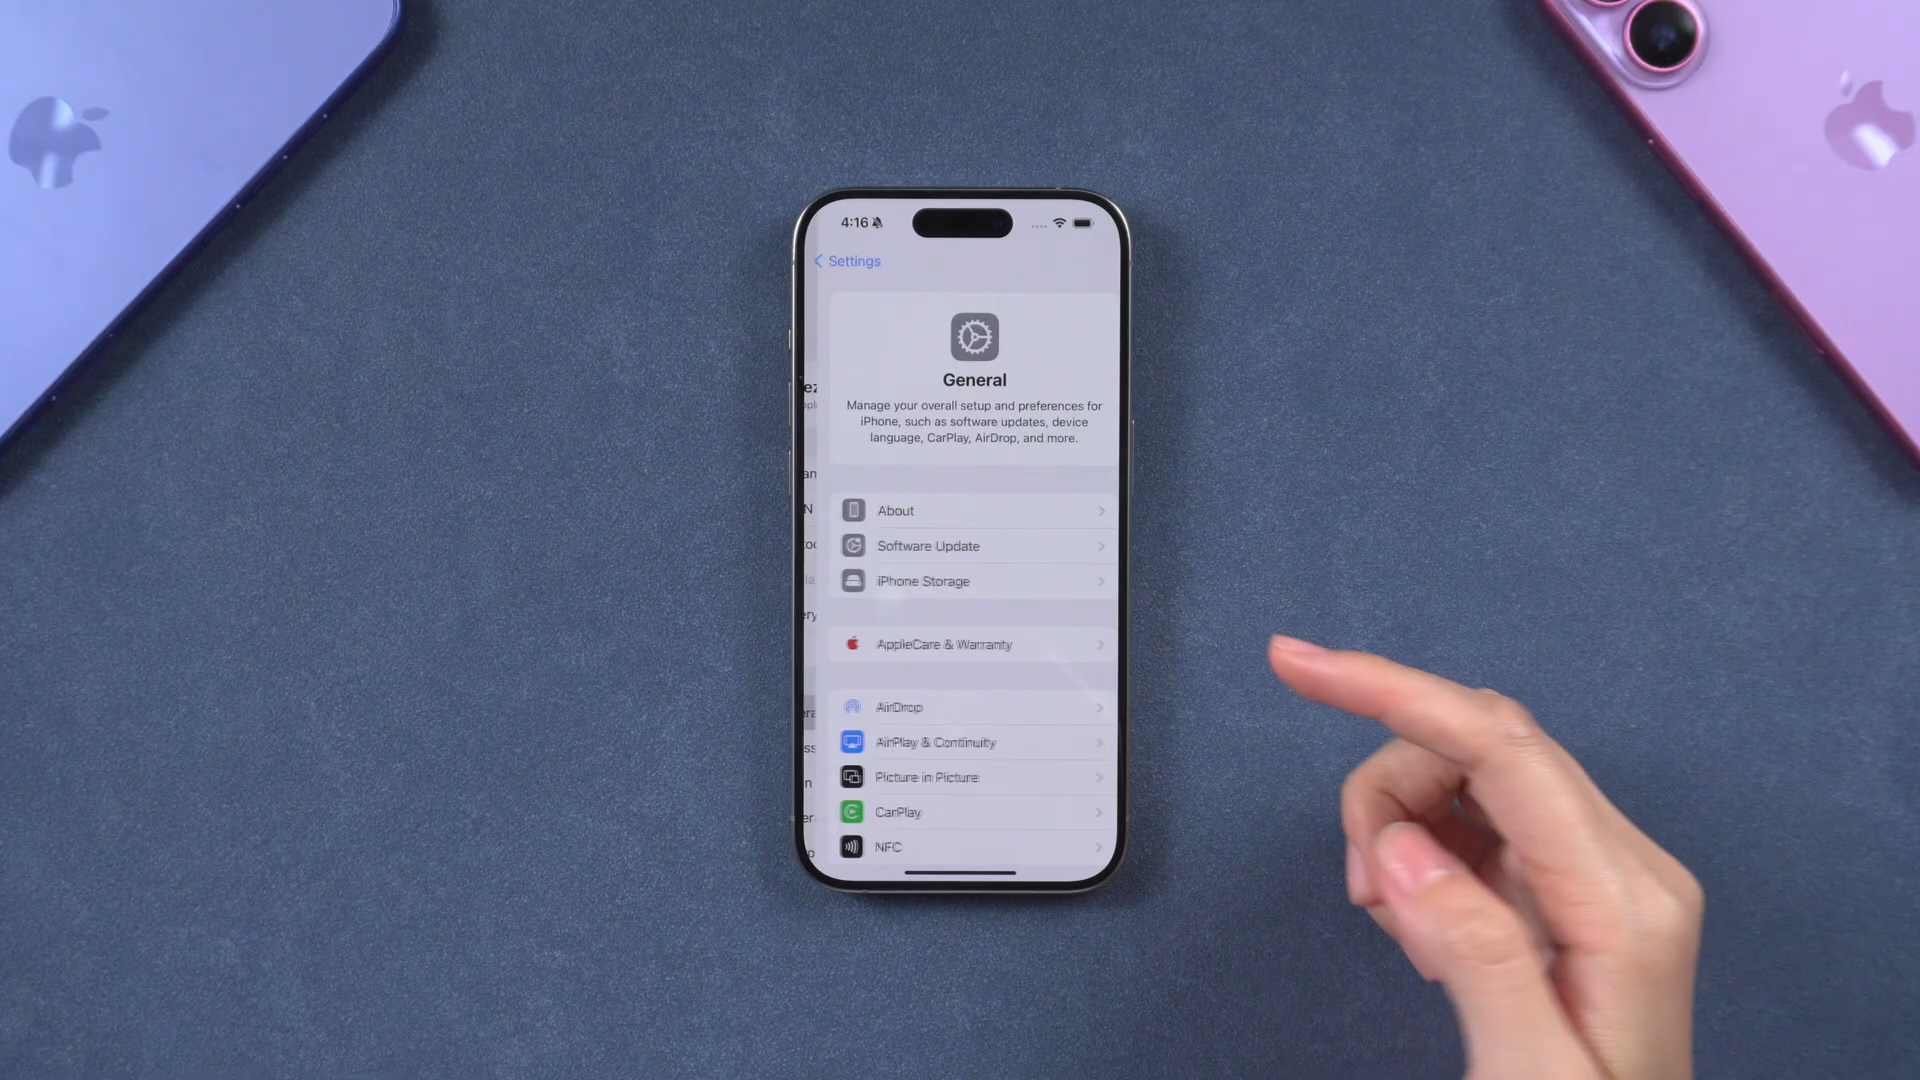 4:16
Settings
General
Manage your overall setup and preferences for
iPhone, such as software updates, device
language, CarPlay, AirDrop, and more.
About
Software Update
iPhone Storage
AppleCare & Warranty
AirDrop
AirPlay & Continuity
Picture in Picture
CarPlay
NFC